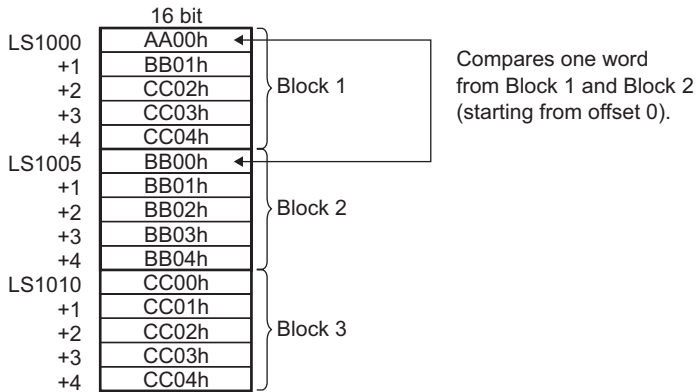 16 bit
LS1000 AA00h
+1 BB01h
+2 CC02h Block 1
+3 CC03h
+4 CC04h
LS1005 BB00h
+1 BB01h
+2 BB02h Block 2
+3 BB03h
+4 BB04h
LS1010 CC00h
+1 CC01h
+2 CC02h Block 3
+3 CC03h
+4 CC04h
Compares one word
from Block 1 and Block 2
(starting from offset 0).